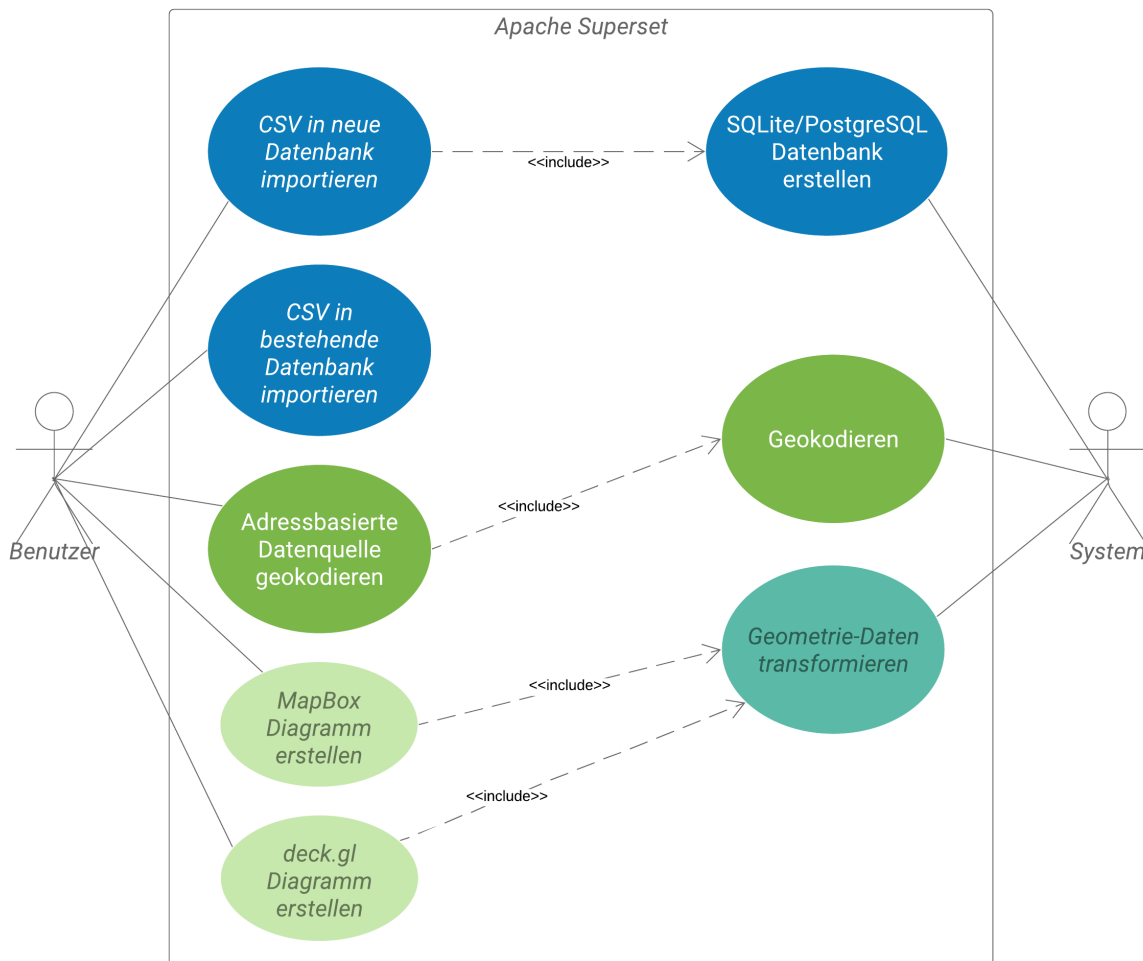 Apache Superset
CSV in neue
Datenbank
importieren
<<include>>
SQLite/PostgreSQL
Datenbank
erstellen
CSV in
bestehende
Datenbank
importieren
Adressbasierte
Datenquelle
geokodieren
<<include>>
Geokodieren
Benutzer
System
MapBox
Diagramm
erstellen
<<include>>
Geometrie-Daten
transformieren
deck.gl
Diagramm
erstellen
<<include>>